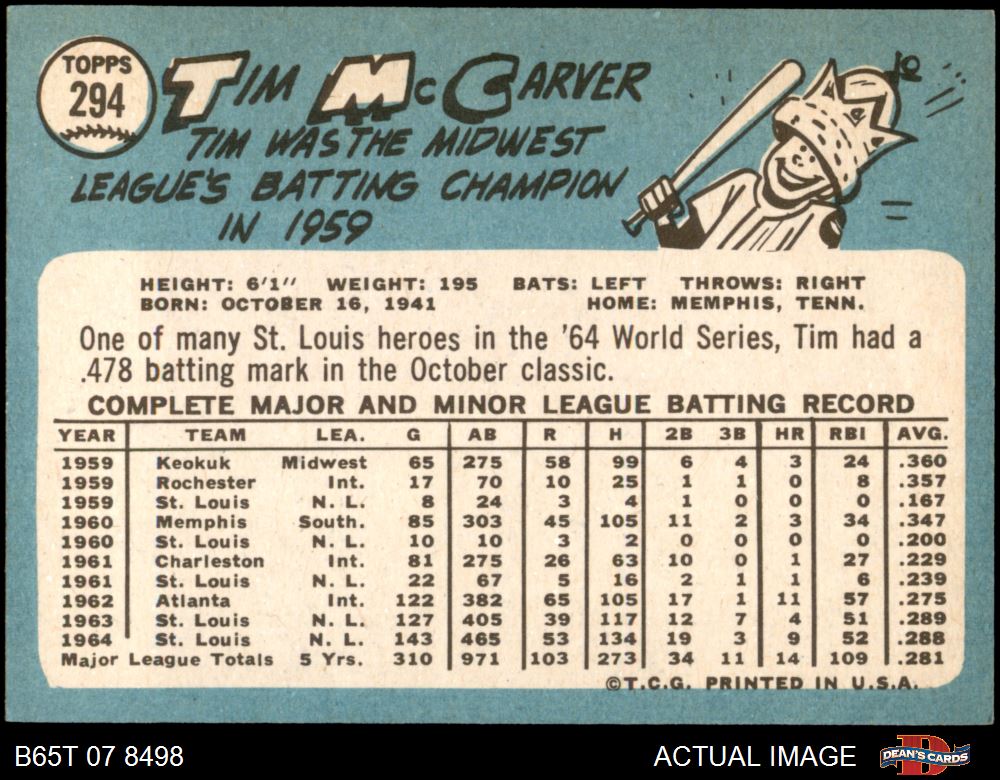 TOPPS
294
TIM McCARVER
TIM WAS THE MIDWEST
LEAGUE'S BATTING CHAMPION
IN 1959
HEIGHT: 6'1" WEIGHT: 195 BATS: LEFT THROWS: RIGHT
BORN: OCTOBER 16, 1941 HOME: MEMPHIS, TENN.
One of many St. Louis heroes in the '64 World Series, Tim had a
.478 batting mark in the October classic.
COMPLETE MAJOR AND MINOR LEAGUE BATTING RECORD
YEAR TEAM LEA. G AB R H 2B 3B HR RBI AVG.
1959 Keokuk Midwest 65 275 58 99 6 4 3 24 .360
1959 Rochester Int. 17 70 10 25 1 1 0 8 .357
1959 St. Louis N. L. 8 24 3 4 1 0 0 0 .167
1960 Memphis South. 85 303 45 105 11 2 3 34 .347
1960 St. Louis N. L. 10 10 3 2 0 0 0 0 .200
1961 Charleston Int. 81 275 26 63 10 0 1 27 .229
1961 St. Louis N. L. 22 67 5 16 2 1 1 6 .239
1962 Atlanta Int. 122 382 65 105 17 1 11 57 .275
1963 St. Louis N. L. 127 405 39 117 12 7 4 51 .289
1964 St. Louis N. L. 143 465 53 134 19 3 9 52 .288
Major League Totals 5 Yrs. 310 971 103 273 34 11 14 109 .281
©T.C.G. PRINTED IN U.S.A.
B65T 07 8498 ACTUAL IMAGE DEAN'S CARDS